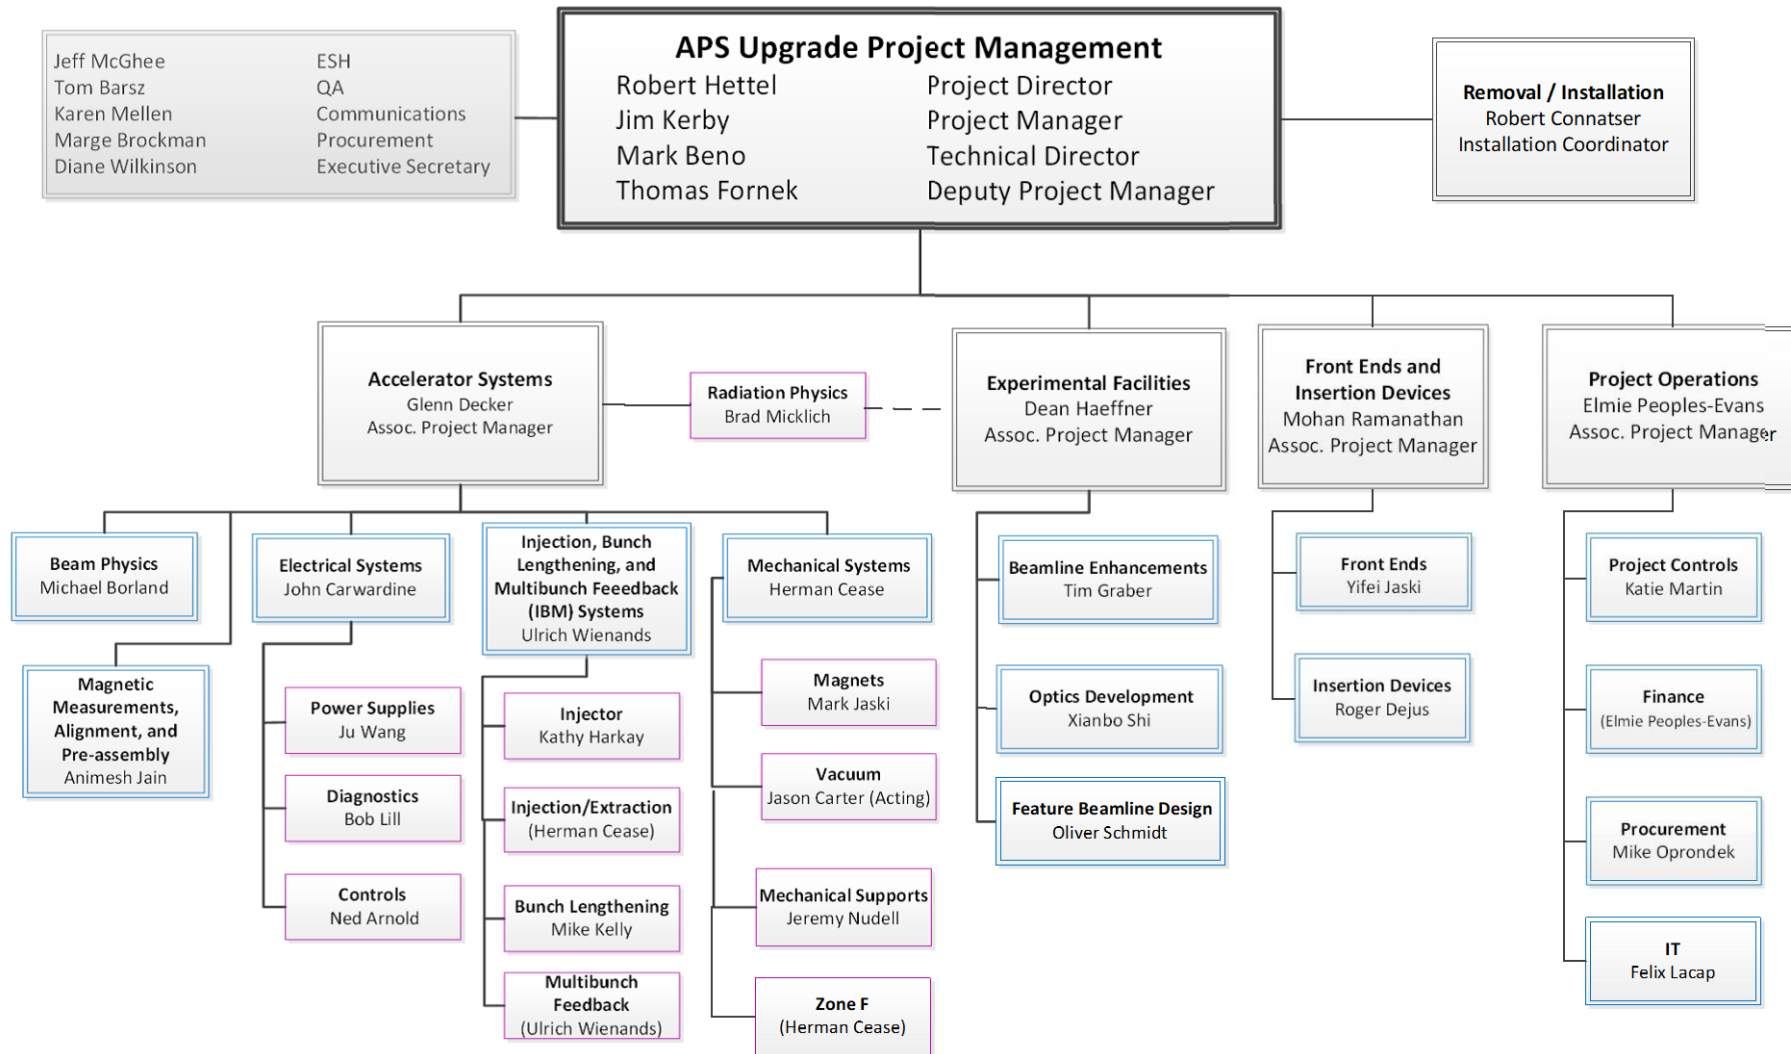 APS Upgrade Project Management
Robert Hettel Project Director
Jim Kerby Project Manager
Mark Beno Technical Director
Thomas Fornek Deputy Project Manager
Jeff McGhee ESH
Tom Barsz QA
Karen Mellen Communications
Marge Brockman Procurement
Diane Wilkinson Executive Secretary
Removal / Installation
Robert Connatser
Installation Coordinator
Accelerator Systems
Glenn Decker
Assoc. Project Manager
Radiation Physics
Brad Micklich
Experimental Facilities
Dean Haeffner
Assoc. Project Manager
Front Ends and
Insertion Devices
Mohan Ramanathan
Assoc. Project Manager
Project Operations
Elmie Peoples-Evans
Assoc. Project Manager
Beam Physics
Michael Borland
Magnetic
Measurements,
Alignment, and
Pre-assembly
Animesh Jain
Electrical Systems
John Carwardine
Power Supplies
Ju Wang
Diagnostics
Bob Lill
Controls
Ned Arnold
Injection, Bunch
Lengthening, and
Multibunch Feeedback
(IBM) Systems
Ulrich Wienands
Injector
Kathy Harkay
Injection/Extraction
(Herman Cease)
Bunch Lengthening
Mike Kelly
Multibunch
Feedback
(Ulrich Wienands)
Mechanical Systems
Herman Cease
Magnets
Mark Jaski
Vacuum
Jason Carter (Acting)
Mechanical Supports
Jeremy Nudell
Zone F
(Herman Cease)
Beamline Enhancements
Tim Graber
Optics Development
Xianbo Shi
Feature Beamline Design
Oliver Schmidt
Front Ends
Yifei Jaski
Insertion Devices
Roger Dejus
Project Controls
Katie Martin
Finance
(Elmie Peoples-Evans)
Procurement
Mike Oprondek
IT
Felix Lacap